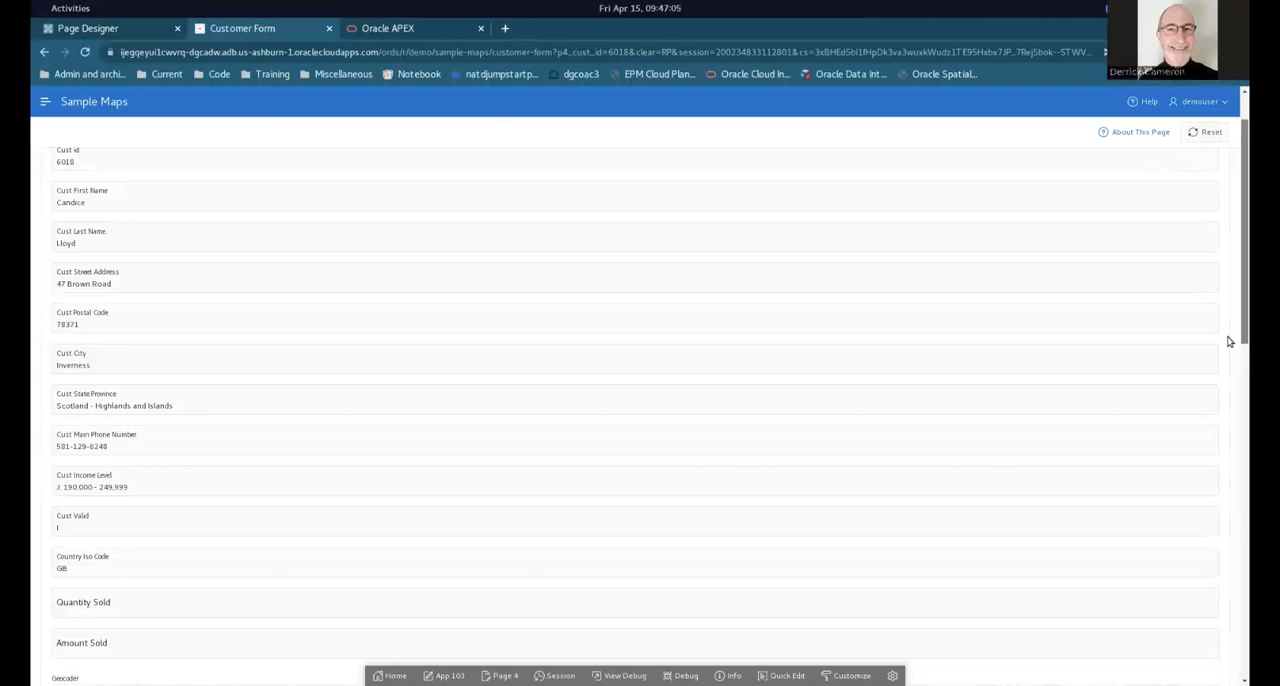 Activities
Fri Apr 15, 09:47:05
Page Designer
Customer Form
Oracle APEX
Admin and archi...
Current
Code
Training
Miscellaneous
Notebook
natdjumpstartp...
dgcoac3
EPM Cloud Plan...
Oracle Cloud In...
Oracle Data Int...
Oracle Spatial...
Derrick Cameron
Sample Maps
Help
demouser
About This Page
Reset
Cust Id
6018
Cust First Name
Candice
Cust Last Name
Lloyd
Cust Street Address
47 Brown Road
Cust Postal Code
78371
Cust City
Inverness
Cust State Province
Scotland - Highlands and Islands
Cust Main Phone Number
581-129-8248
Cust Income Level
J: 190,000 - 249,999
Cust Valid
I
Country Iso Code
GB
Quantity Sold
Amount Sold
Geocoder
Home
App 103
Page 4
Session
View Debug
Debug
Info
Quick Edit
Customize